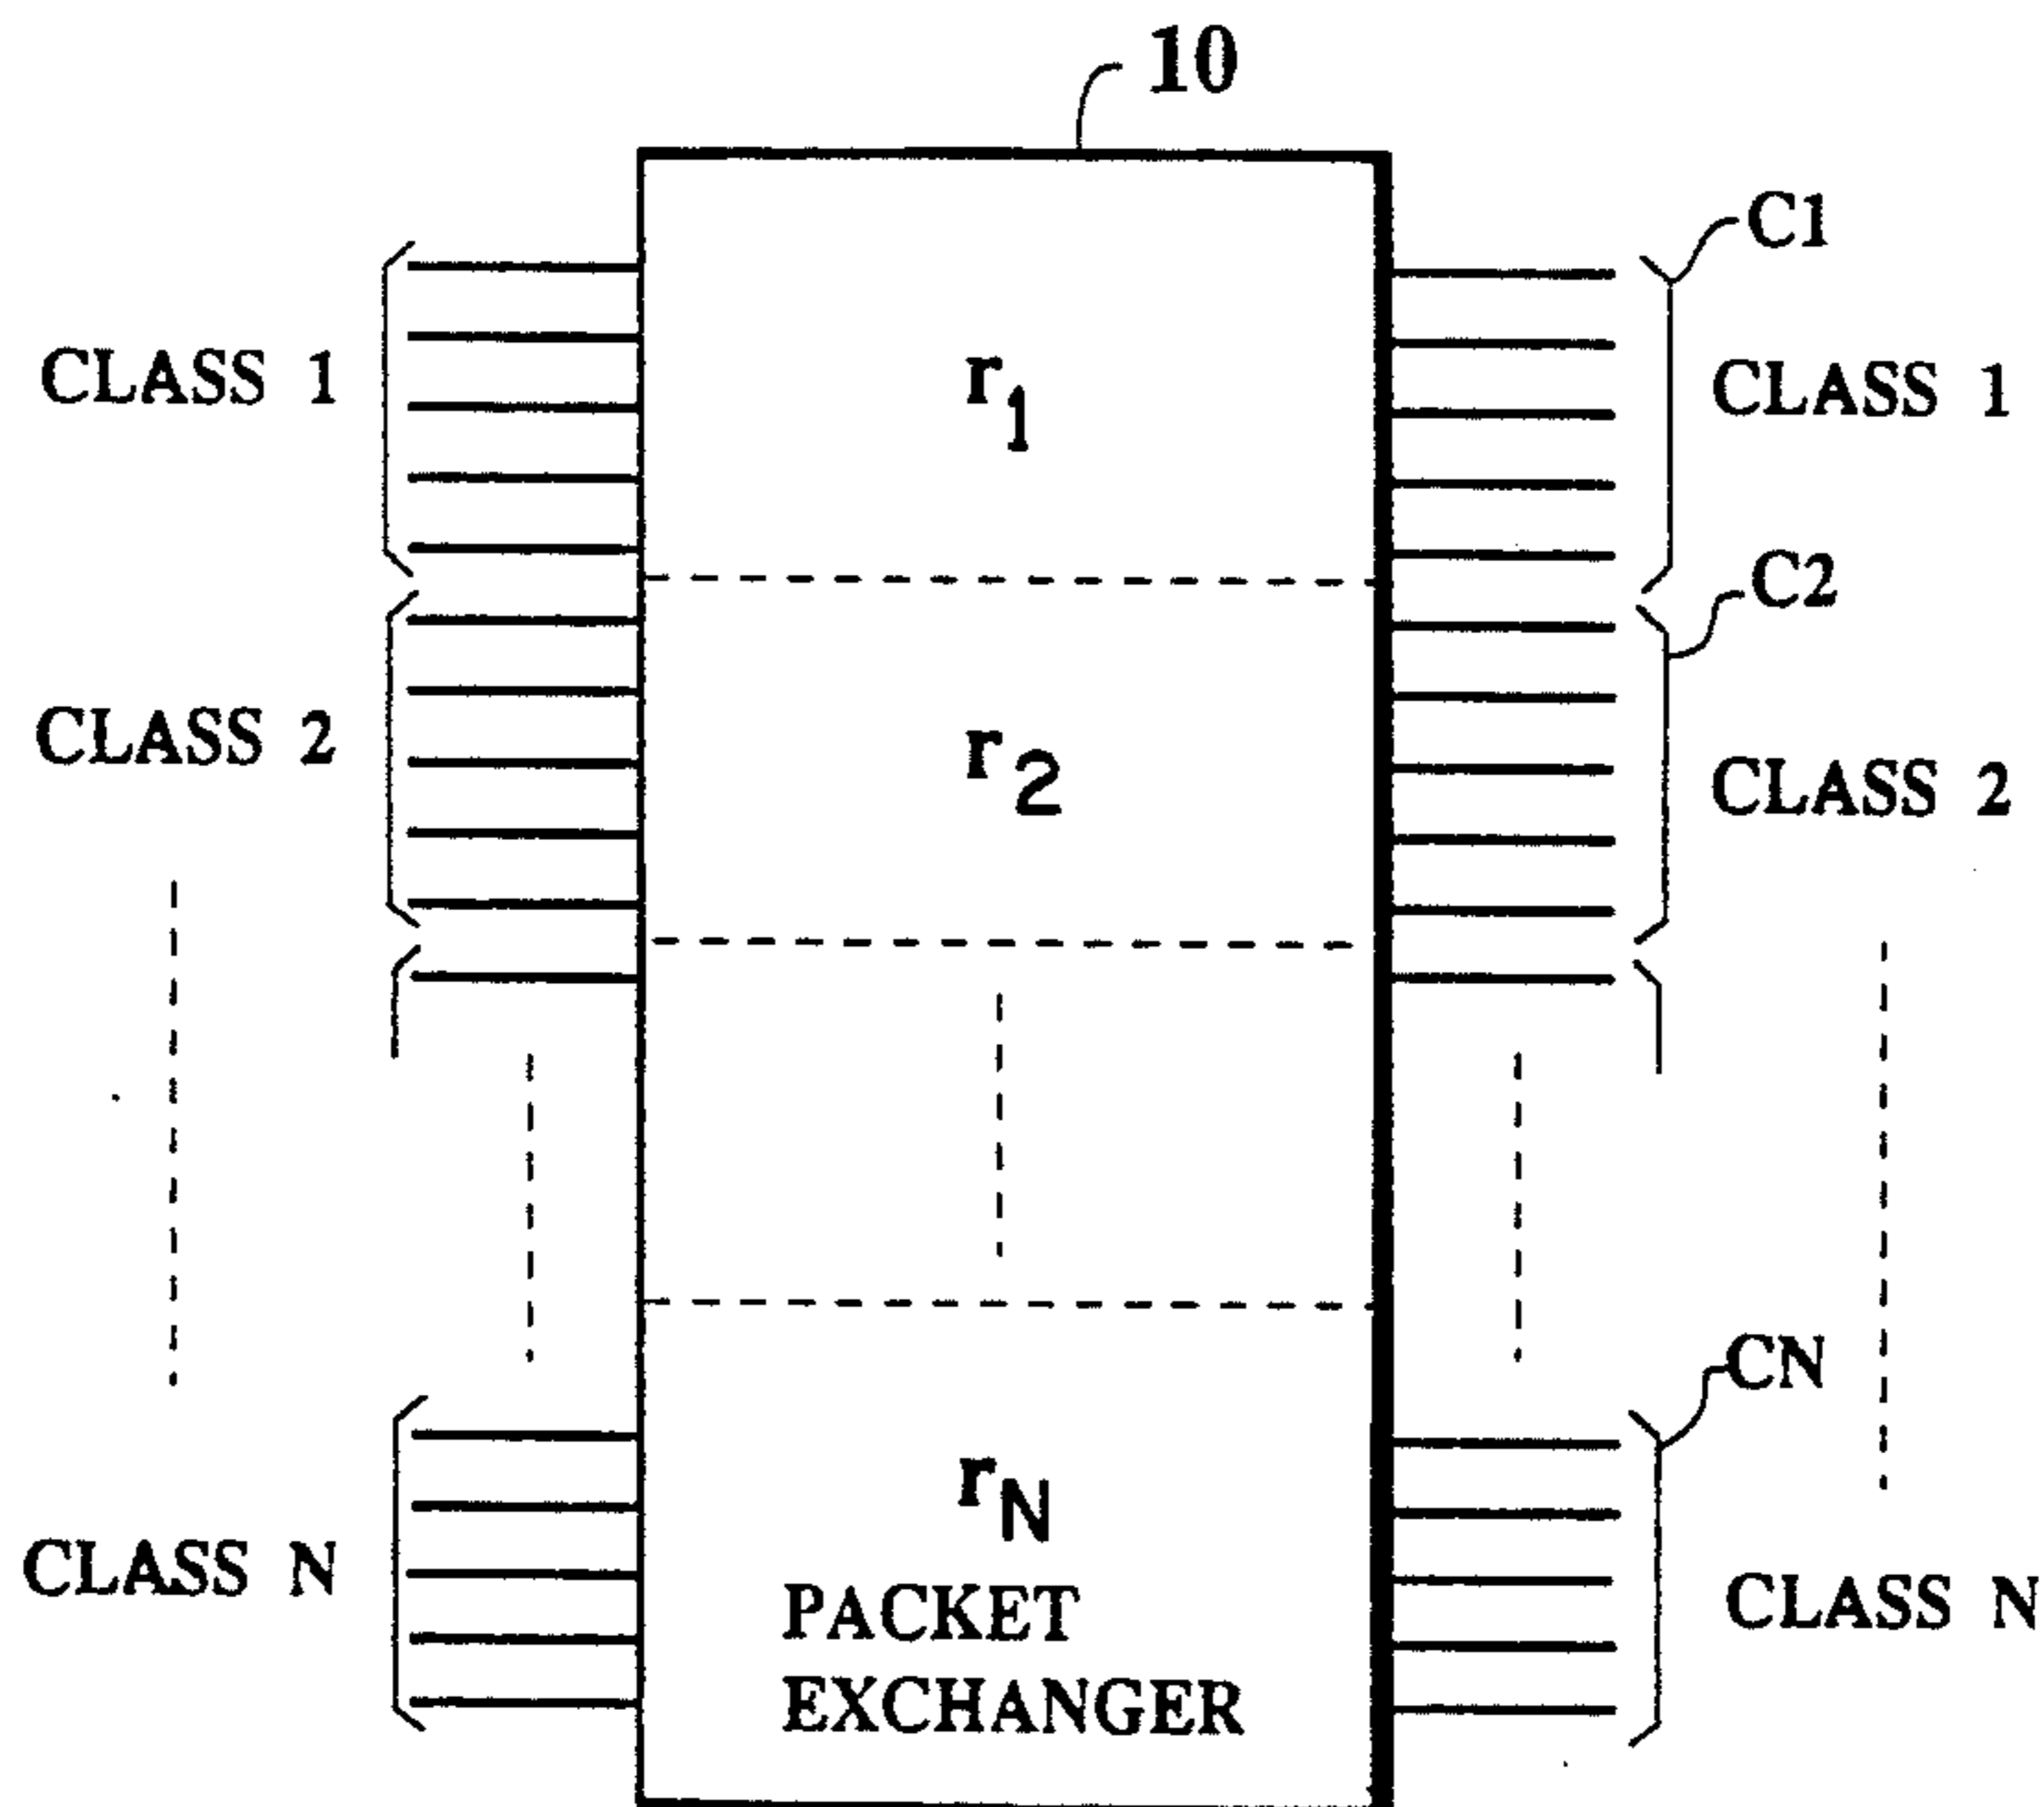 10
C1
CLASS 1
r1
CLASS 1
C2
CLASS 2
r2
CLASS 2
CN
CLASS N
rN
CLASS N
PACKET
EXCHANGER